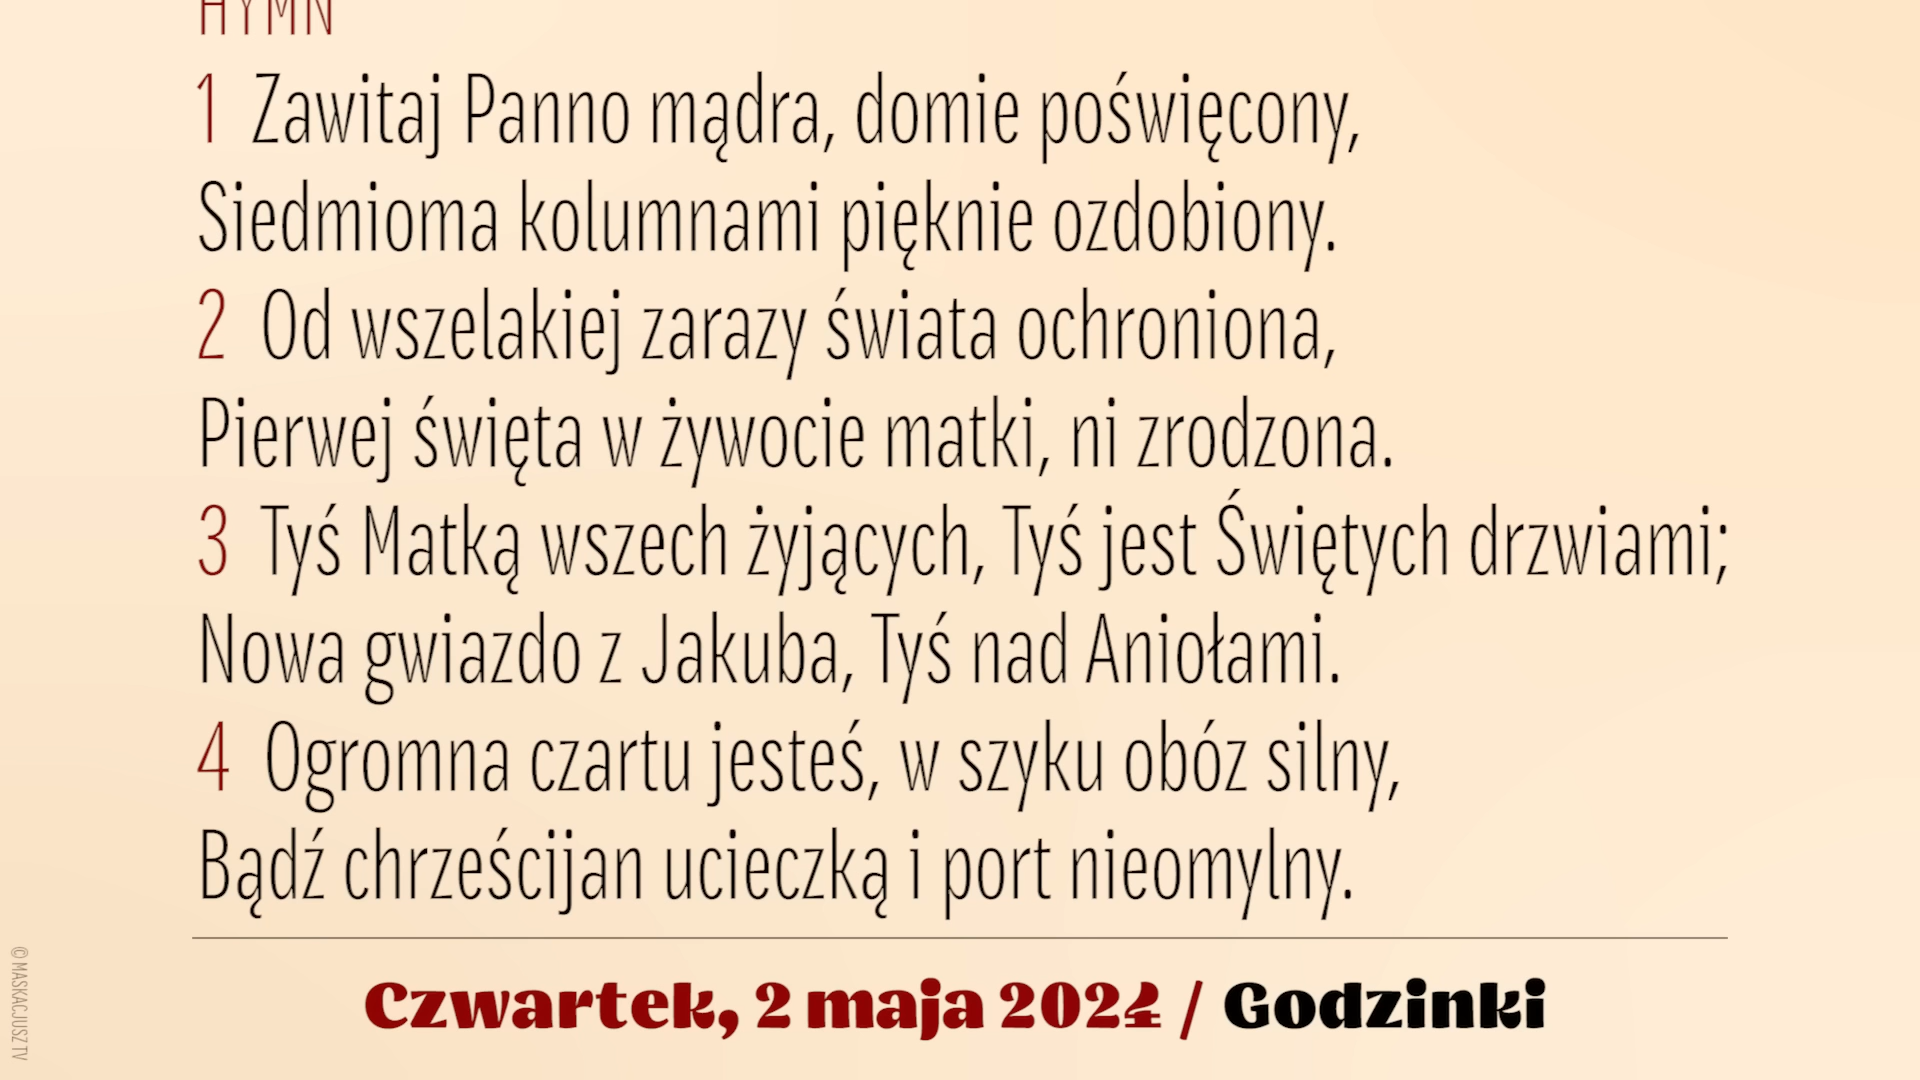 HYMN
1 Zawitaj Panno mądra, domie poświęcony,
Siedmioma kolumnami pięknie ozdobiony.
2 Od wszelakiej zarazy świata ochroniona,
Pierwej święta w żywocie matki, ni zrodzona.
3 Tyś Matką wszech żyjących, Tyś jest Świętych drzwiami;
Nowa gwiazdo z Jakuba, Tyś nad Aniołami.
4 Ogromna czartu jesteś, w szyku obóz silny,
Bądź chrześcijan ucieczką i port nieomylny.
Czwartek, 2 maja 2024 / Godzinki
© MASKACJUSZ TV